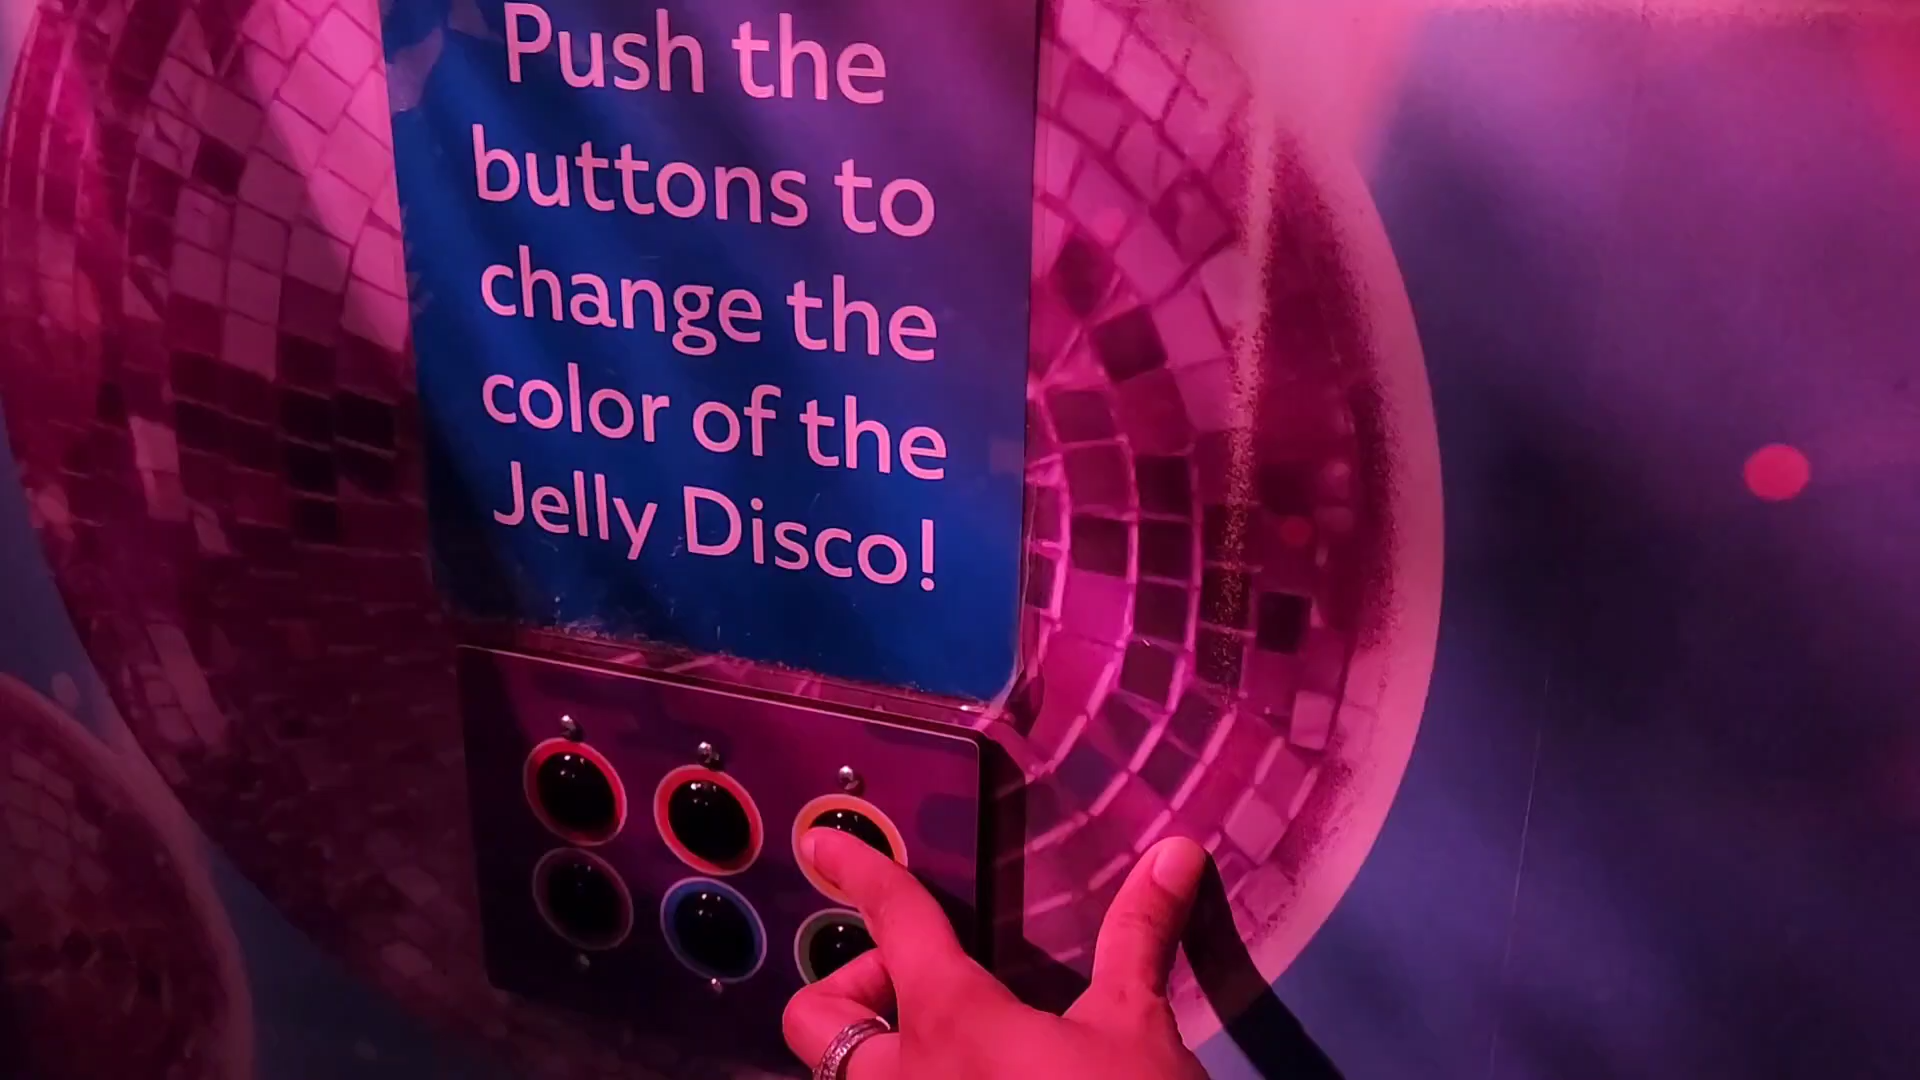 Push the
buttons to
change the
color of the
Jelly Disco!